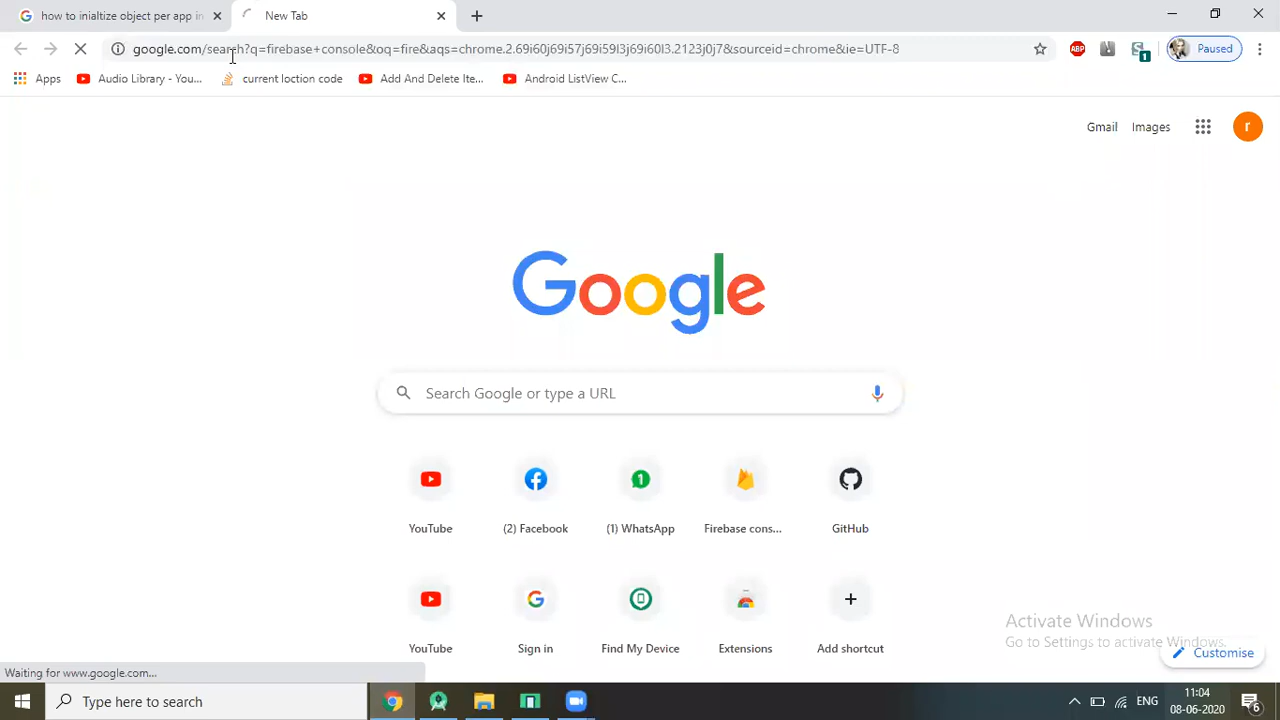 how to inialtize object per app in
New Tab
google.com/search?q=firebase+console&oq=fire&aqs=chrome.2.69i60j69i57j69i59l3j69i60l3.2123j0j7&sourceid=chrome&ie=UTF-8
ABP
1
Paused
Apps
Audio Library - You...
current loction code
Add And Delete Ite...
Android ListView C...
Gmail
Images
r
Google
Search Google or type a URL
1
YouTube
(2) Facebook
(1) WhatsApp
Firebase cons...
GitHub
YouTube
Sign in
Find My Device
Extensions
Add shortcut
Activate Windows
Go to Settings to activate Windows.
Customise
Waiting for www.google.com...
Type here to search
ENG
11:04
08-06-2020
6